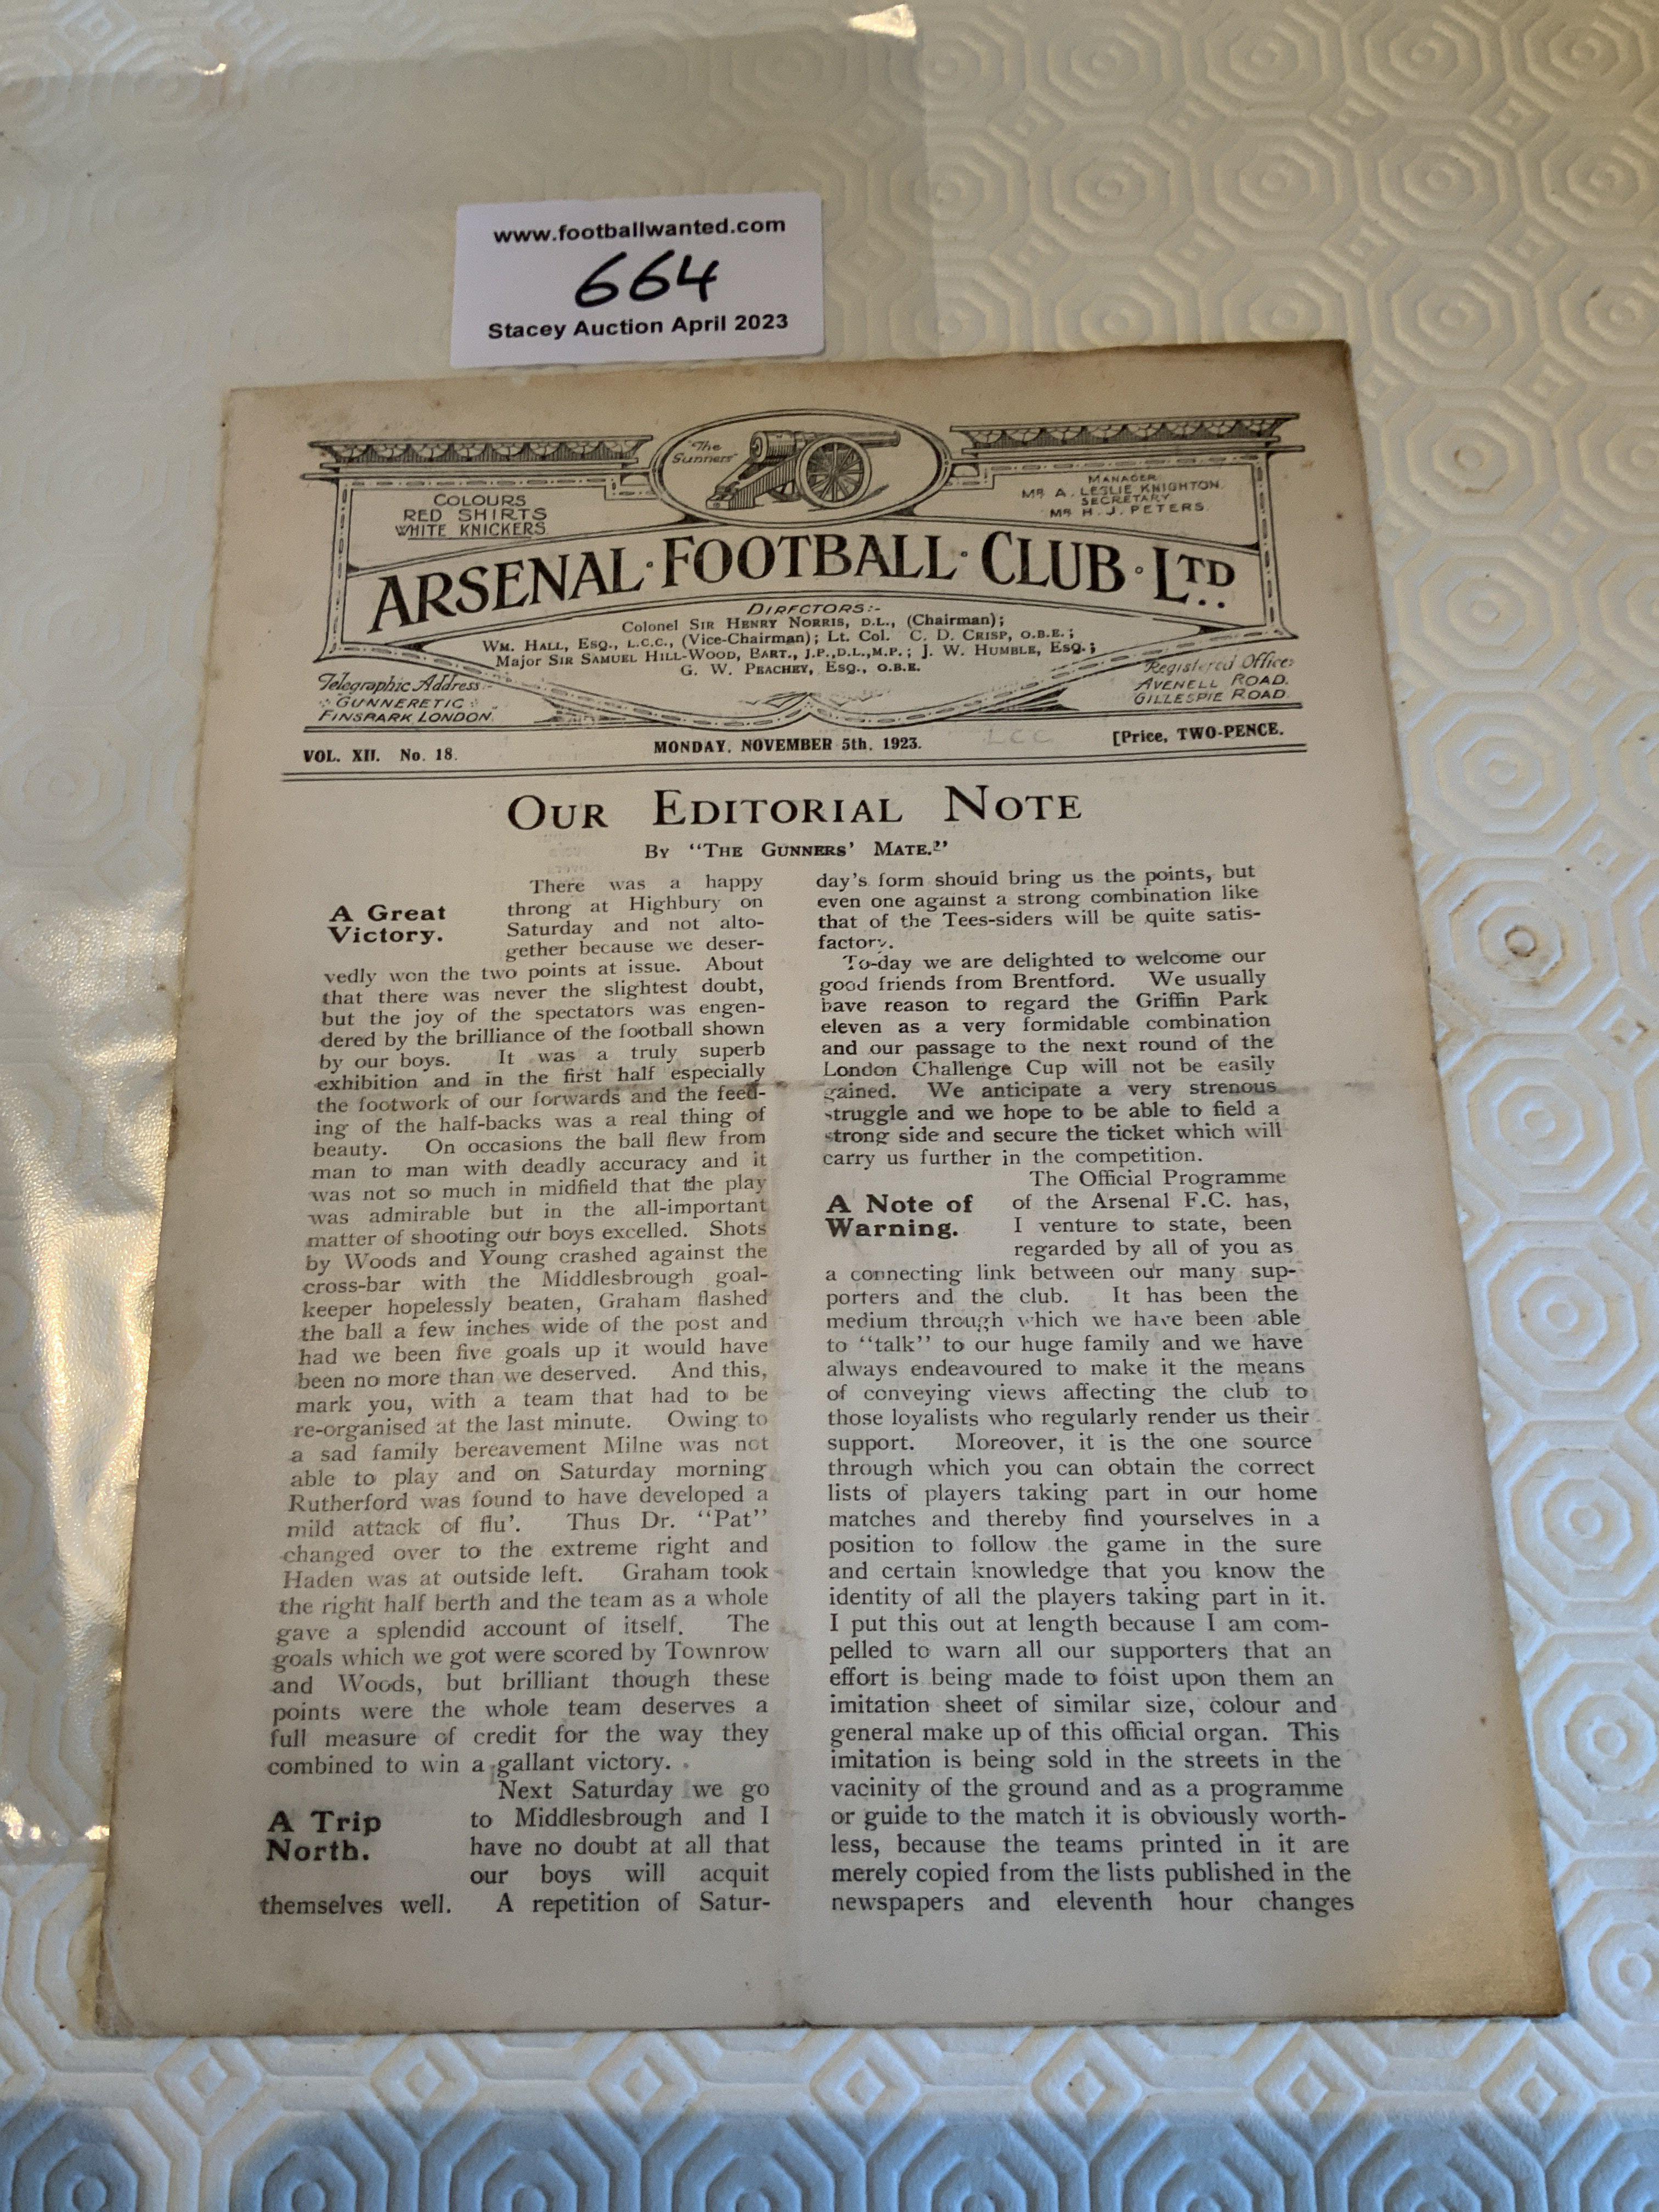 www.footballwanted.com
664
Stacey Auction April 2023
"The
Gunners"
COLOURS
RED SHIRTS
WHITE KNICKERS
MANAGER
MR A. LESLIE KNIGHTON.
SECRETARY
MR H. J. PETERS.
ARSENAL · FOOTBALL · CLUB · LTD..
DIRECTORS:-
Colonel SIR HENRY NORRIS, D.L., (Chairman);
WM. HALL, ESQ., L.C.C., (Vice-Chairman); Lt. Col. C. D. CRISP, O.B.E.;
Major SIR SAMUEL HILL-WOOD, BART., J.P.,D.L.,M.P.; J. W. HUMBLE, ESQ.;
G. W. PEACHEY, ESQ., O.B.E.
Telegraphic Address:-
GUNNERETIC
FINSPARK, LONDON.
Registered Office:
AVENELL ROAD.
GILLESPIE ROAD.
VOL. XII. No. 18.
MONDAY, NOVEMBER 5th, 1923.
LCC
[Price, TWO-PENCE.
OUR EDITORIAL NOTE
BY "THE GUNNERS' MATE."
A Great
Victory.
There was a happy
throng at Highbury on
Saturday and not alto-
gether because we deser-
vedly won the two points at issue. About
that there was never the slightest doubt,
but the joy of the spectators was engen-
dered by the brilliance of the football shown
by our boys. It was a truly superb
exhibition and in the first half especially
the footwork of our forwards and the feed-
ing of the half-backs was a real thing of
beauty. On occasions the ball flew from
man to man with deadly accuracy and it
was not so much in midfield that the play
was admirable but in the all-important
matter of shooting our boys excelled. Shots
by Woods and Young crashed against the
cross-bar with the Middlesbrough goal-
keeper hopelessly beaten, Graham flashed
the ball a few inches wide of the post and
had we been five goals up it would have
been no more than we deserved. And this,
mark you, with a team that had to be
re-organised at the last minute. Owing to
a sad family bereavement Milne was not
able to play and on Saturday morning
Rutherford was found to have developed a
mild attack of flu'. Thus Dr. "Pat"
changed over to the extreme right and
Haden was at outside left. Graham took
the right half berth and the team as a whole
gave a splendid account of itself. The
goals which we got were scored by Townrow
and Woods, but brilliant though these
points were the whole team deserves a
full measure of credit for the way they
combined to win a gallant victory.
A Trip
North.
Next Saturday we go
to Middlesbrough and I
have no doubt at all that
our boys will acquit
themselves well. A repetition of Satur-
day's form should bring us the points, but
even one against a strong combination like
that of the Tees-siders will be quite satis-
factory.
To-day we are delighted to welcome our
good friends from Brentford. We usually
have reason to regard the Griffin Park
eleven as a very formidable combination
and our passage to the next round of the
London Challenge Cup will not be easily
gained. We anticipate a very strenous
struggle and we hope to be able to field a
strong side and secure the ticket which will
carry us further in the competition.
A Note of
Warning.
The Official Programme
of the Arsenal F.C. has,
I venture to state, been
regarded by all of you as
a connecting link between our many sup-
porters and the club. It has been the
medium through which we have been able
to "talk" to our huge family and we have
always endeavoured to make it the means
of conveying views affecting the club to
those loyalists who regularly render us their
support. Moreover, it is the one source
through which you can obtain the correct
lists of players taking part in our home
matches and thereby find yourselves in a
position to follow the game in the sure
and certain knowledge that you know the
identity of all the players taking part in it.
I put this out at length because I am com-
pelled to warn all our supporters that an
effort is being made to foist upon them an
imitation sheet of similar size, colour and
general make up of this official organ. This
imitation is being sold in the streets in the
vacinity of the ground and as a programme
or guide to the match it is obviously worth-
less, because the teams printed in it are
merely copied from the lists published in the
newspapers and eleventh hour changes